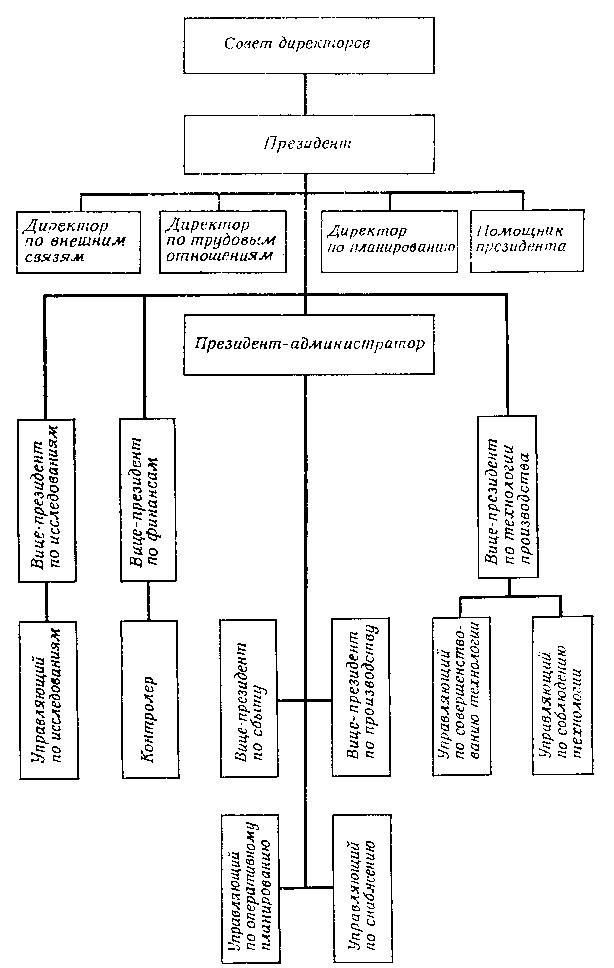 Совет директоров
Президент
Директор
по внешним
связям
Директор
по трудовым
отношениям
Директор
по планированию
Помощник
президента
Президент-администратор
Вице-президент
по исследованиям
Вице-президент
по финансам
Вице-президент
по технологии
производства
Управляющий
по исследованиям
Контролер
Вице-президент
по сбыту
Вице-президент
по производству
Управляющий
по совершенство-
ванию технологии
Управляющий
по соблюдению
технологии
Управляющий
по оперативному
планированию
Управляющий
по снабжению